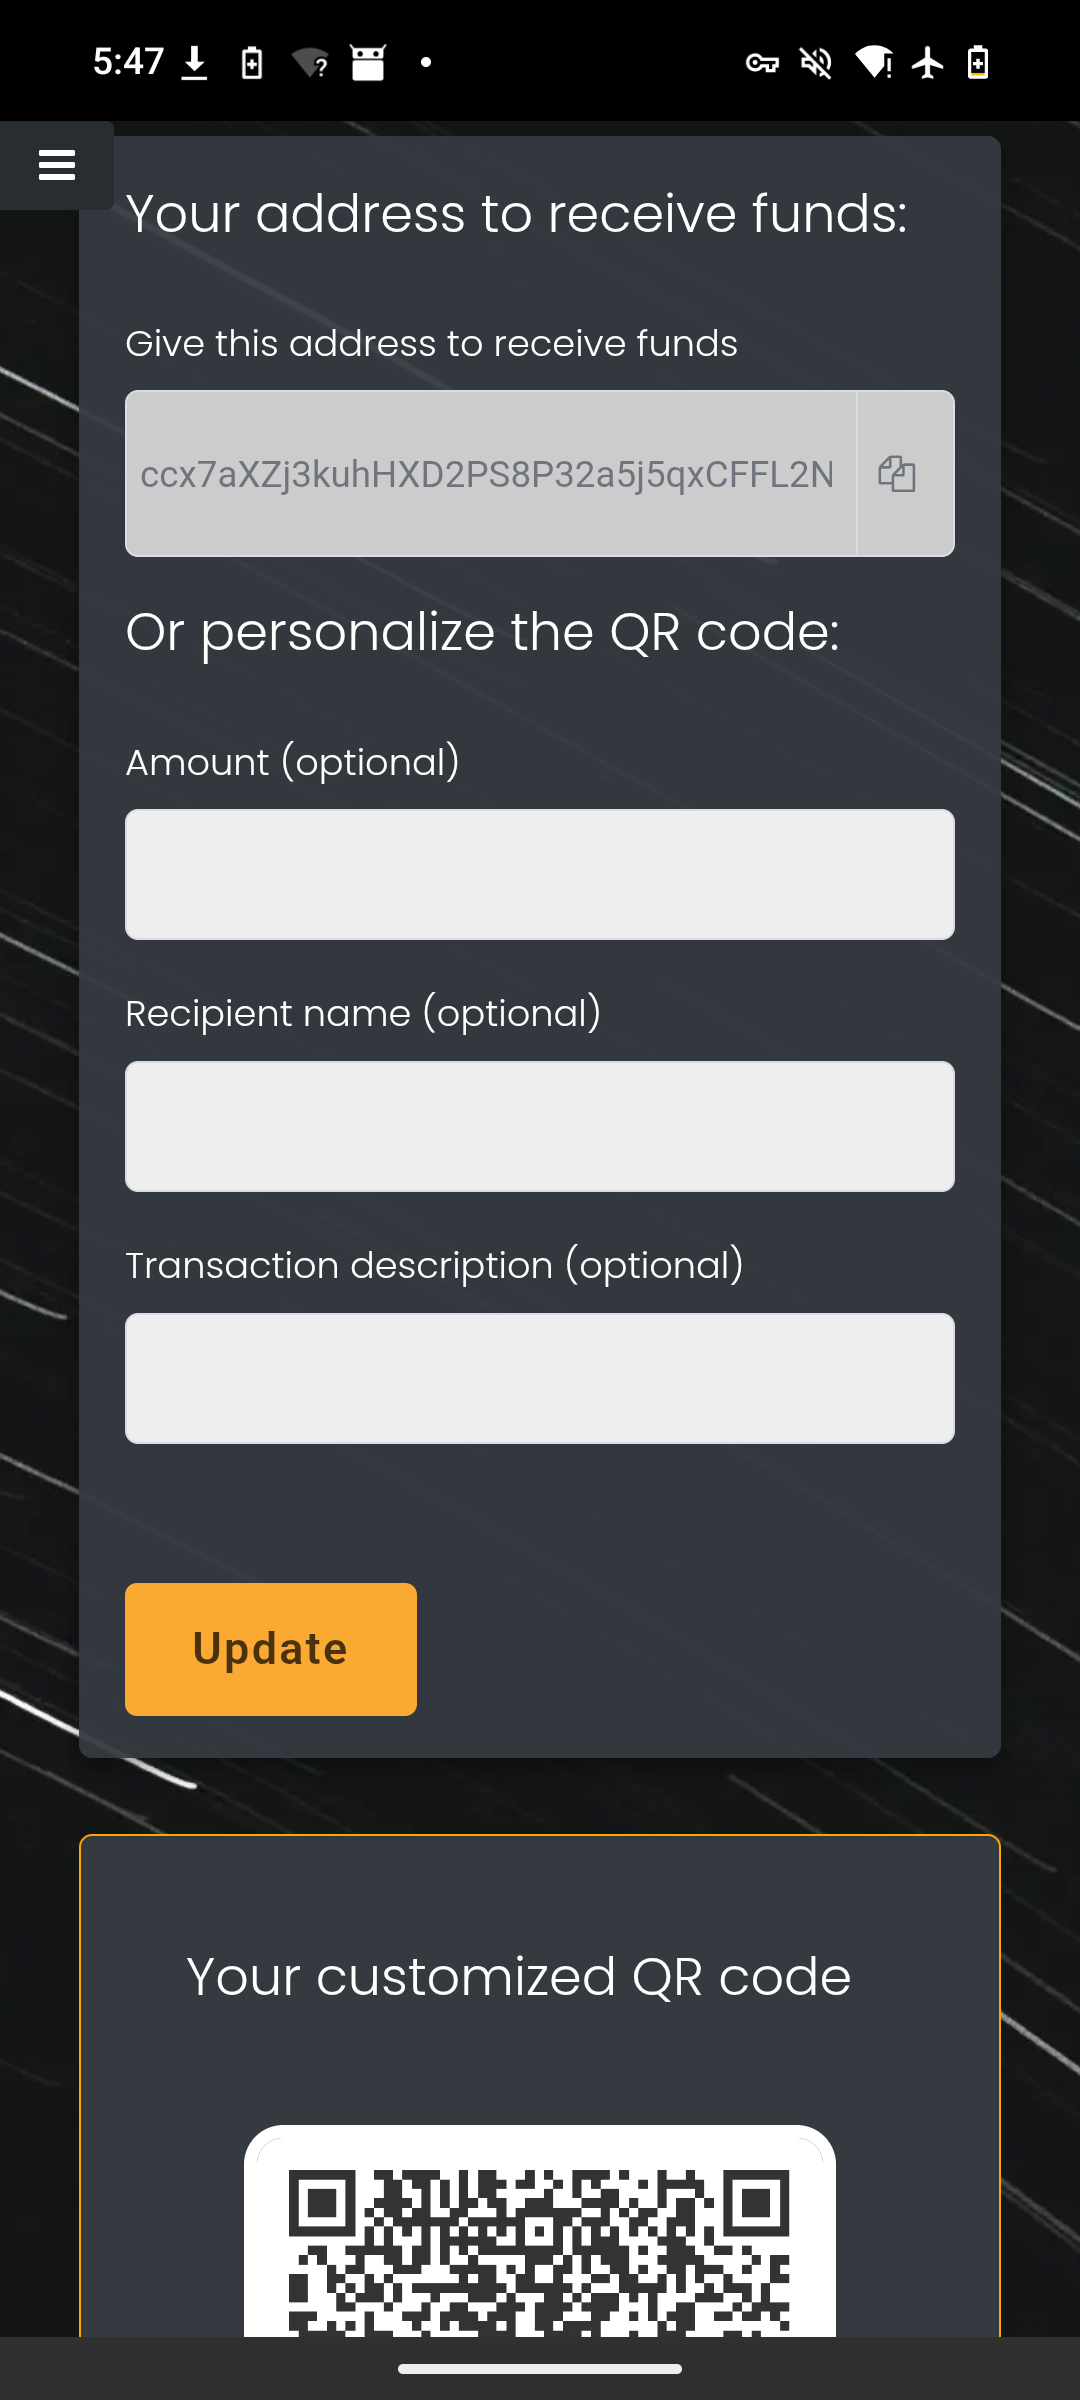 5:47
Your address to receive funds:
Give this address to receive funds
ccx7aXZj3kuhHXD2PS8P32a5j5qxCFFL2N
Or personalize the QR code:
Amount (optional)
Recipient name (optional)
Transaction description (optional)
Update
Your customized QR code